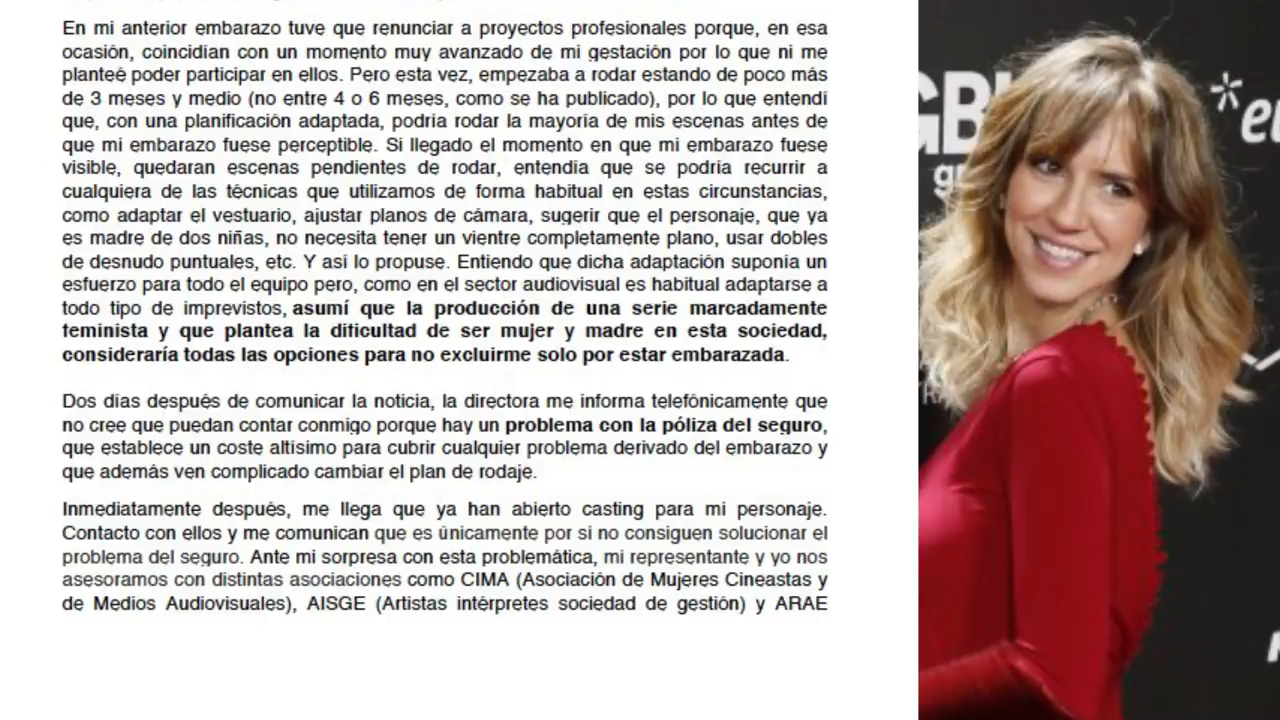 En mi anterior embarazo tuve que renunciar a proyectos profesionales porque, en esa
ocasión, coincidían con un momento muy avanzado de mi gestación por lo que ni me
planteé poder participar en ellos. Pero esta vez, empezaba a rodar estando de poco más
de 3 meses y medio (no entre 4 o 6 meses, como se ha publicado), por lo que entendí
que, con una planificación adaptada, podría rodar la mayoría de mis escenas antes de
que mi embarazo fuese perceptible. Si llegado el momento en que mi embarazo fuese
visible, quedaran escenas pendientes de rodar, entendía que se podría recurrir a
cualquiera de las técnicas que utilizamos de forma habitual en estas circunstancias,
como adaptar el vestuario, ajustar planos de cámara, sugerir que el personaje, que ya
es madre de dos niñas, no necesita tener un vientre completamente plano, usar dobles
de desnudo puntuales, etc. Y así lo propuse. Entiendo que dicha adaptación suponía un
esfuerzo para todo el equipo pero, como en el sector audiovisual es habitual adaptarse a
todo tipo de imprevistos, asumí que la producción de una serie marcadamente
feminista y que plantea la dificultad de ser mujer y madre en esta sociedad,
consideraría todas las opciones para no excluirme solo por estar embarazada.
Dos días después de comunicar la noticia, la directora me informa telefónicamente que
no cree que puedan contar conmigo porque hay un problema con la póliza del seguro,
que establece un coste altísimo para cubrir cualquier problema derivado del embarazo y
que además ven complicado cambiar el plan de rodaje.
Inmediatamente después, me llega que ya han abierto casting para mi personaje.
Contacto con ellos y me comunican que es únicamente por si no consiguen solucionar el
problema del seguro. Ante mi sorpresa con esta problemática, mi representante y yo nos
asesoramos con distintas asociaciones como CIMA (Asociación de Mujeres Cineastas y
de Medios Audiovisuales), AISGE (Artistas intérpretes sociedad de gestión) y ARAE